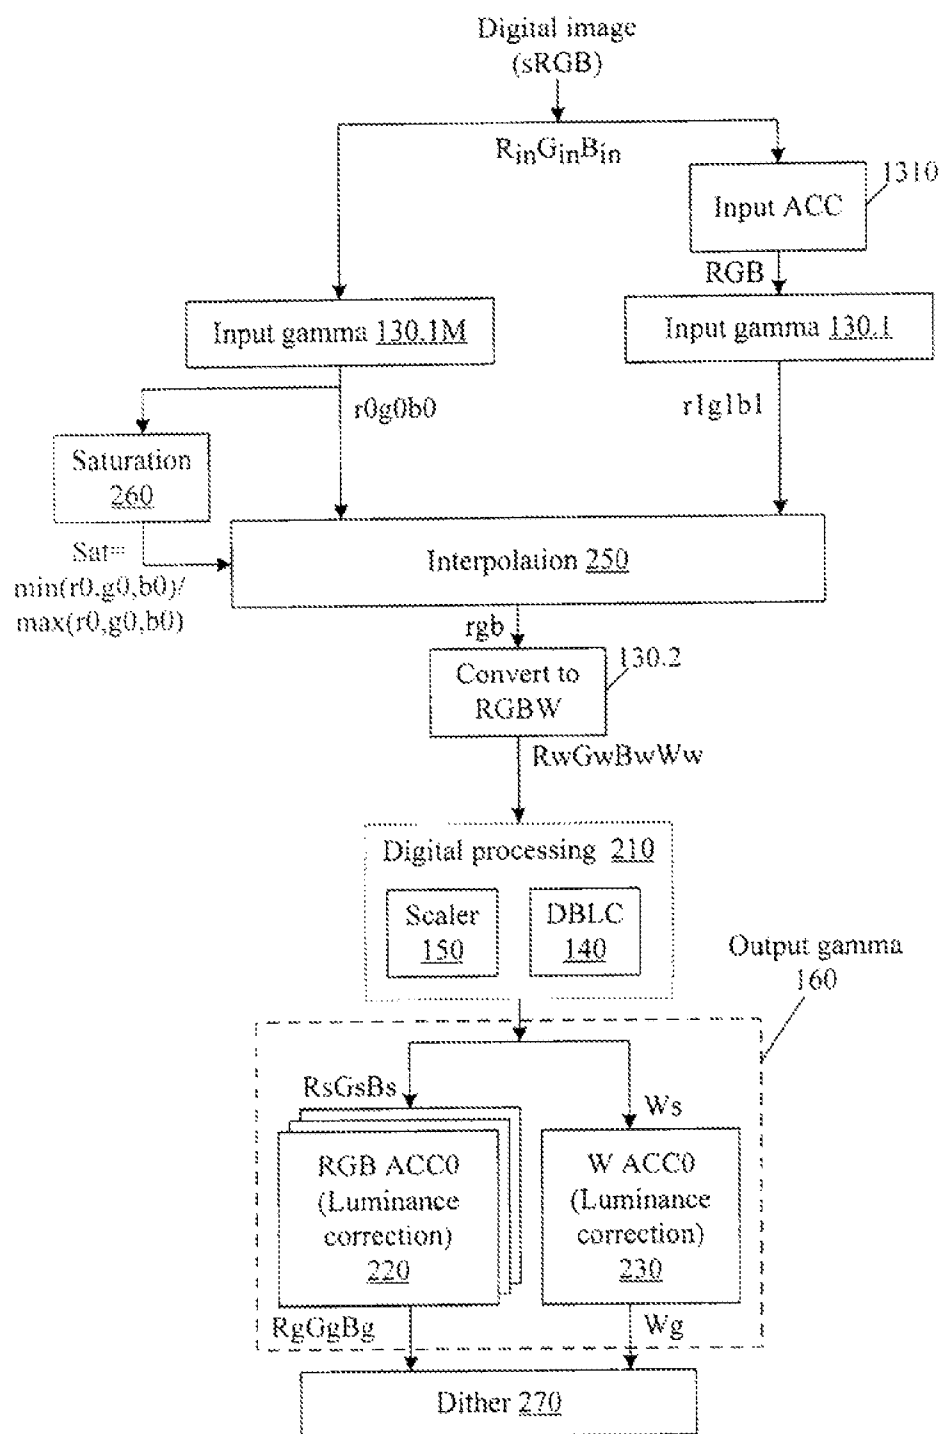 Digital image
(sRGB)
RinGinBin
1310
Input ACC
RGB
Input gamma 130.1M
Input gamma 130.1
r0g0b0
r1g1b1
Saturation
260
Sat=
min(r0,g0,b0)/
max(r0,g0,b0)
Interpolation 250
rgb
130.2
Convert to
RGBW
RwGwBwWw
Digital processing 210
Scaler
150
DBLC
140
Output gamma
160
RsGsBs
Ws
RGB ACC0
(Luminance
correction)
220
W ACC0
(Luminance
correction)
230
RgGgBg
Wg
Dither 270